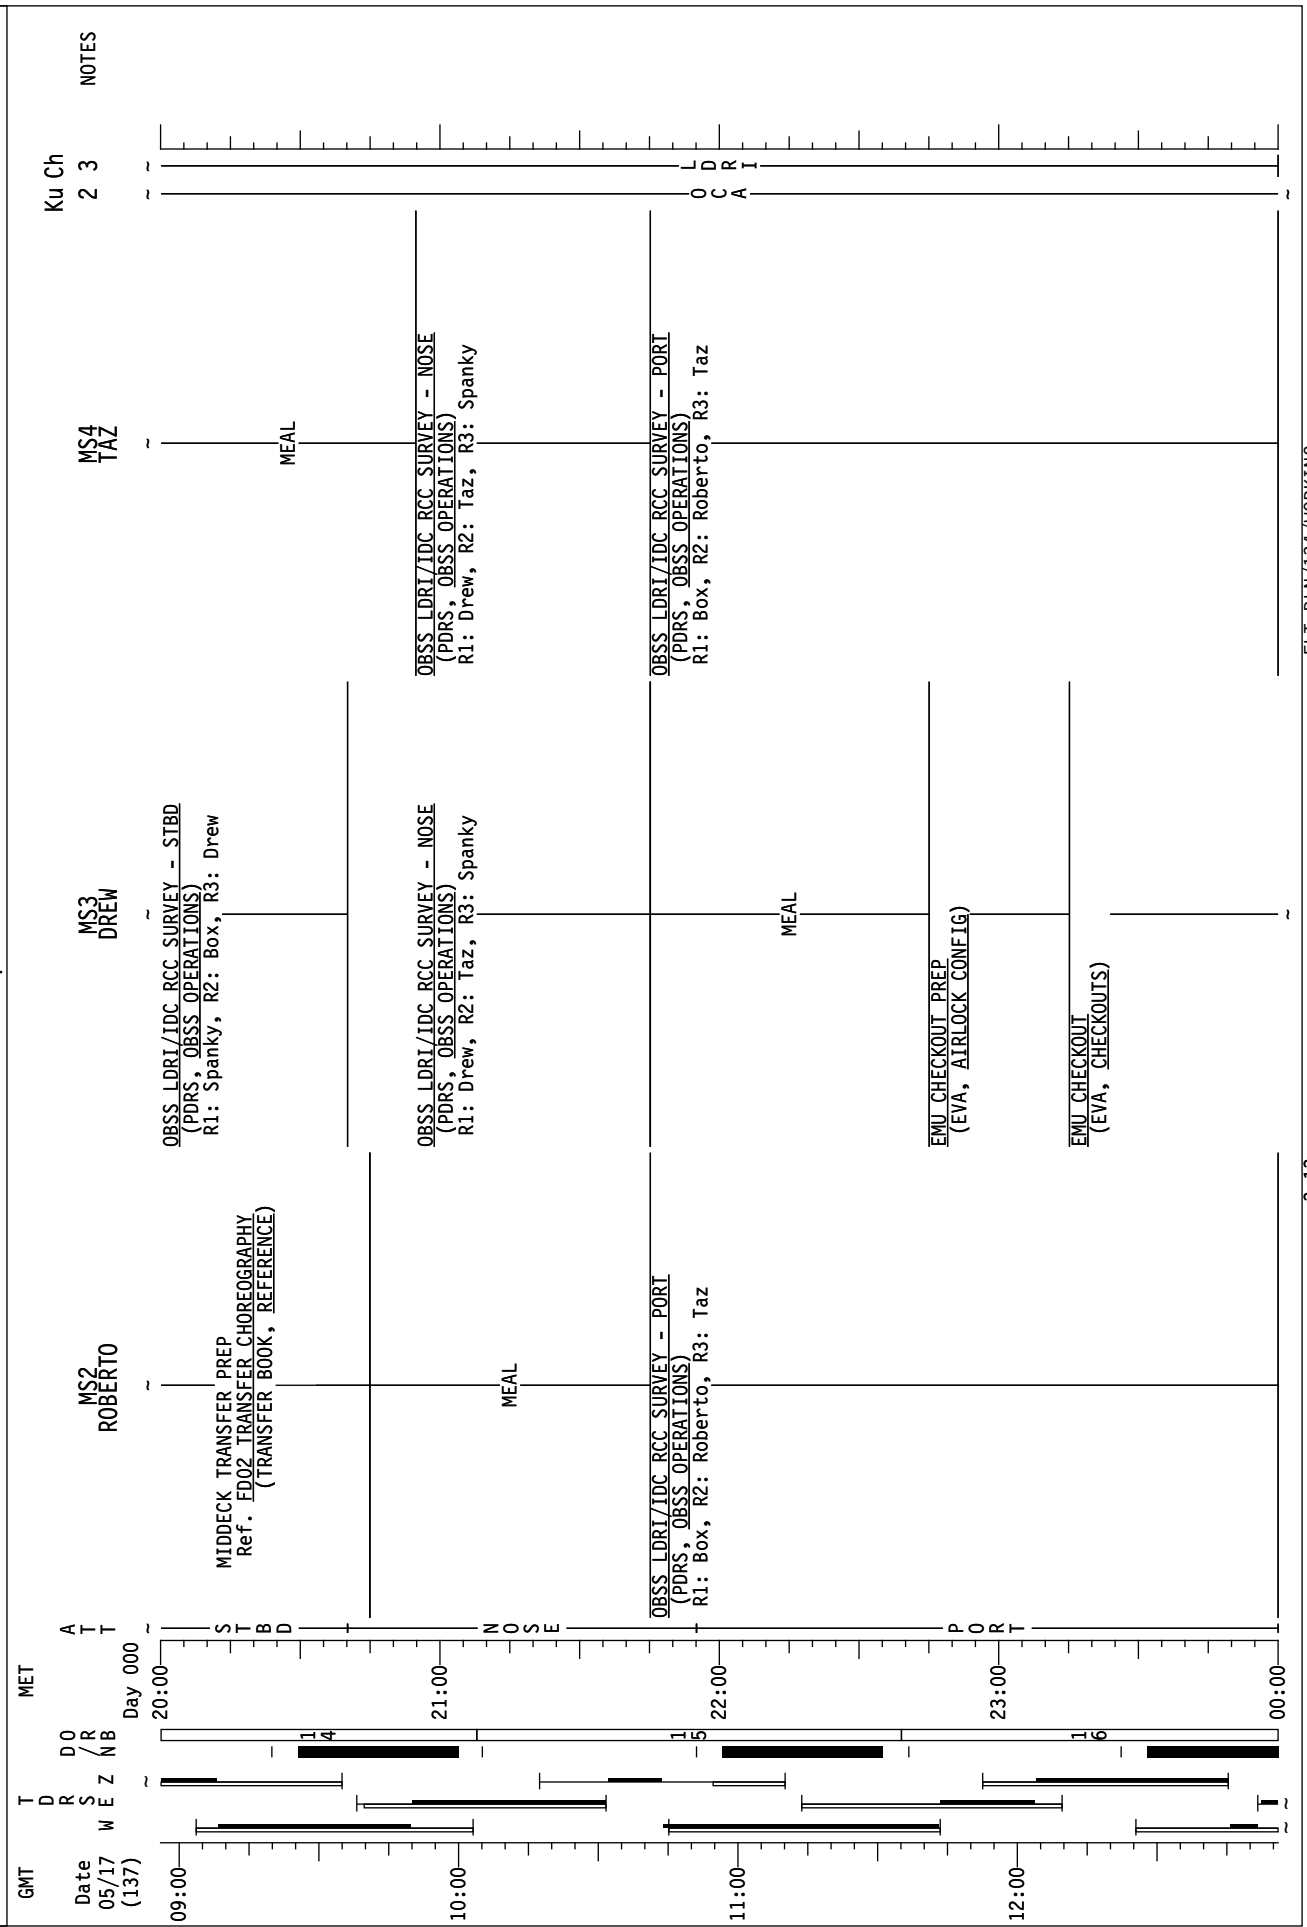 GMT
MET
Date
05/17
(137)
Day 000
T
D
R
S
W E Z
D O
/ R
N B
A
T
T
MS2
ROBERTO
MS3
DREW
MS4
TAZ
Ku Ch
2 3
NOTES
09:00
10:00
11:00
12:00
20:00
21:00
22:00
23:00
00:00
14
15
16
STBD
NOSE
PORT
MIDDECK TRANSFER PREP
Ref. FD02 TRANSFER CHOREOGRAPHY
(TRANSFER BOOK, REFERENCE)
MEAL
OBSS LDRI/IDC RCC SURVEY - PORT
(PDRS, OBSS OPERATIONS)
R1: Box, R2: Roberto, R3: Taz
OBSS LDRI/IDC RCC SURVEY - STBD
(PDRS, OBSS OPERATIONS)
R1: Spanky, R2: Box, R3: Drew
OBSS LDRI/IDC RCC SURVEY - NOSE
(PDRS, OBSS OPERATIONS)
R1: Drew, R2: Taz, R3: Spanky
MEAL
EMU CHECKOUT PREP
(EVA, AIRLOCK CONFIG)
EMU CHECKOUT
(EVA, CHECKOUTS)
MEAL
OBSS LDRI/IDC RCC SURVEY - NOSE
(PDRS, OBSS OPERATIONS)
R1: Drew, R2: Taz, R3: Spanky
OBSS LDRI/IDC RCC SURVEY - PORT
(PDRS, OBSS OPERATIONS)
R1: Box, R2: Roberto, R3: Taz
OCA
LDRI